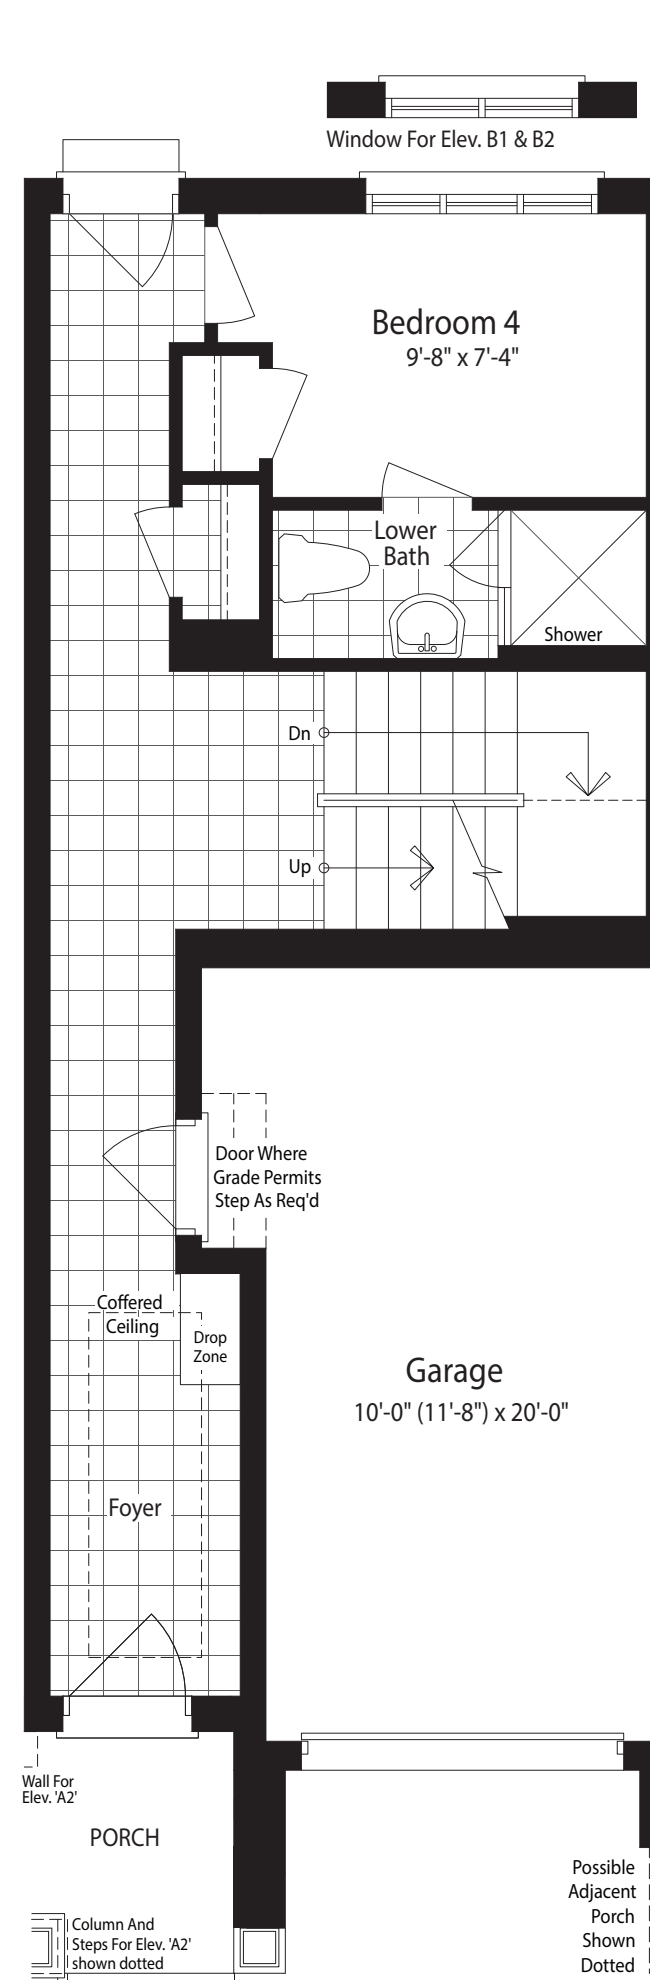 Window For Elev. B1 & B2
Bedroom 4
9'-8" x 7'-4"
Lower
Bath
Shower
Dn
Up
Door Where
Grade Permits
Step As Req'd
Coffered
Ceiling
Drop
Zone
Garage
10'-0" (11'-8") x 20'-0"
Foyer
Wall For
Elev. 'A2'
PORCH
Possible
Adjacent
Porch
Shown
Dotted
Column And
Steps For Elev. 'A2'
shown dotted